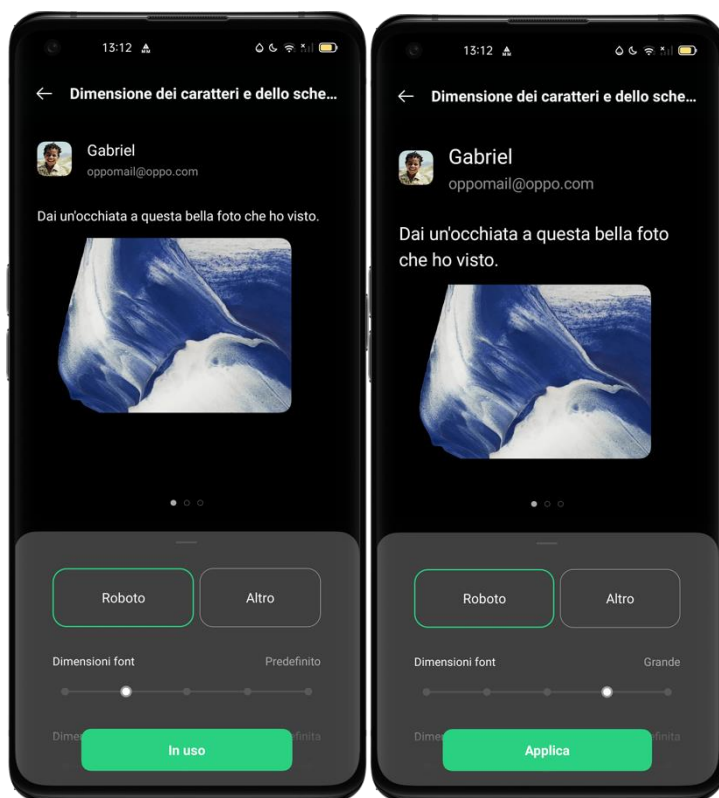 13:12
Dimensione dei caratteri e dello sche...
Gabriel
oppomail@oppo.com
Dai un'occhiata a questa bella foto che ho visto.
Roboto
Altro
Dimensioni font
Predefinito
In uso
13:12
Dimensione dei caratteri e dello sche...
Gabriel
oppomail@oppo.com
Dai un'occhiata a questa bella foto
che ho visto.
Roboto
Altro
Dimensioni font
Grande
Applica